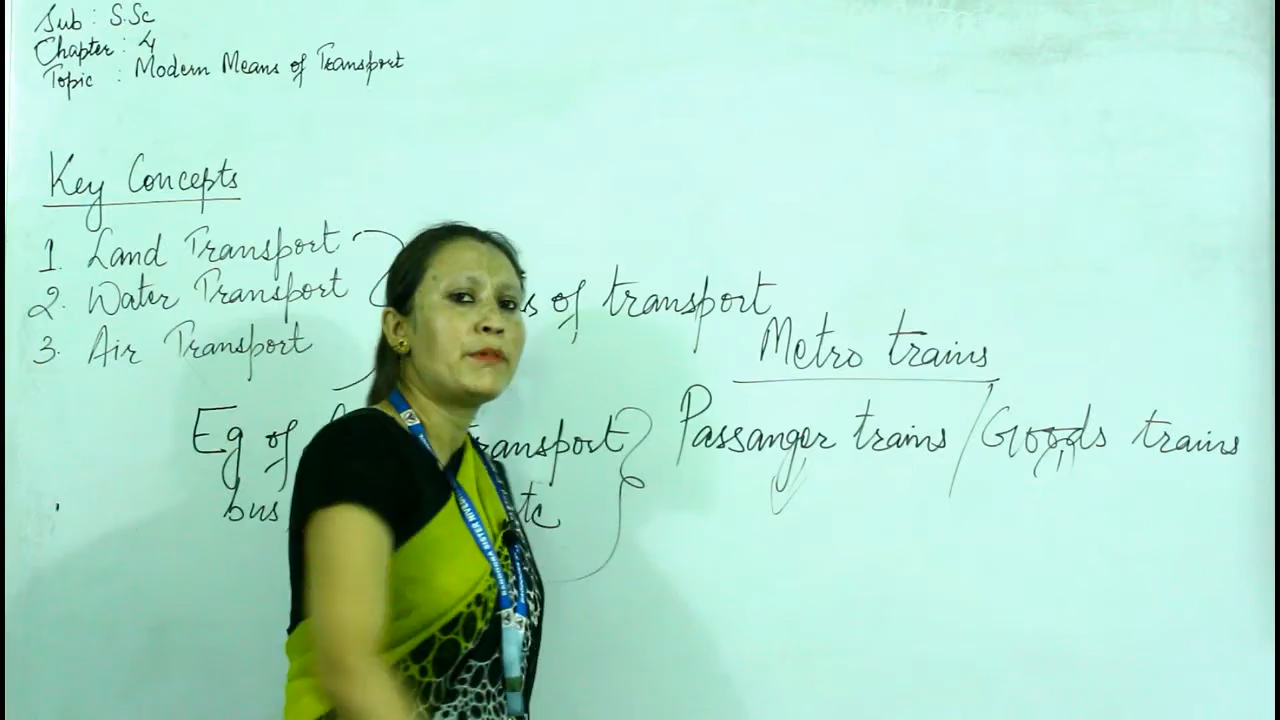 Sub : S.Sc
Chapter : 4
Topic : Modern Means of Transport
Key Concepts
1. Land Transport
2. Water Transport
3. Air Transport
s of transport
Metro trains
Eg of
ransport
Passanger trains / Goods trains
bus
etc